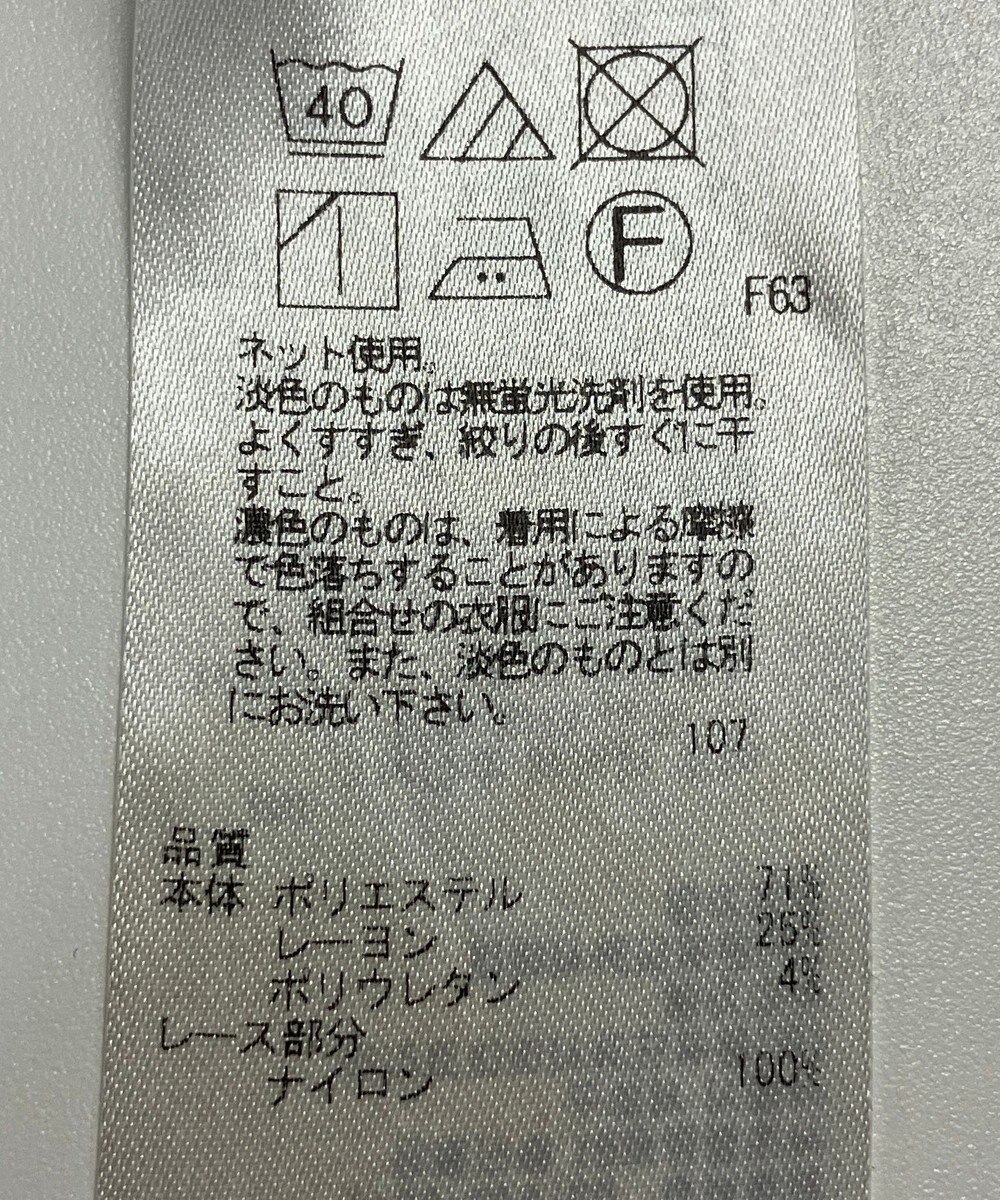 40
F
F63
ネット使用。
淡色のものは無蛍光洗剤を使用。
よくすすぎ、絞りの後すぐに干
すこと。
濃色のものは、着用による摩擦
で色落ちすることがありますの
で、組合せの衣服にご注意くだ
さい。また、淡色のものとは別
にお洗い下さい。
107
品質
本体 ポリエステル 71%
レーヨン 25%
ポリウレタン 4%
レース部分
ナイロン 100%